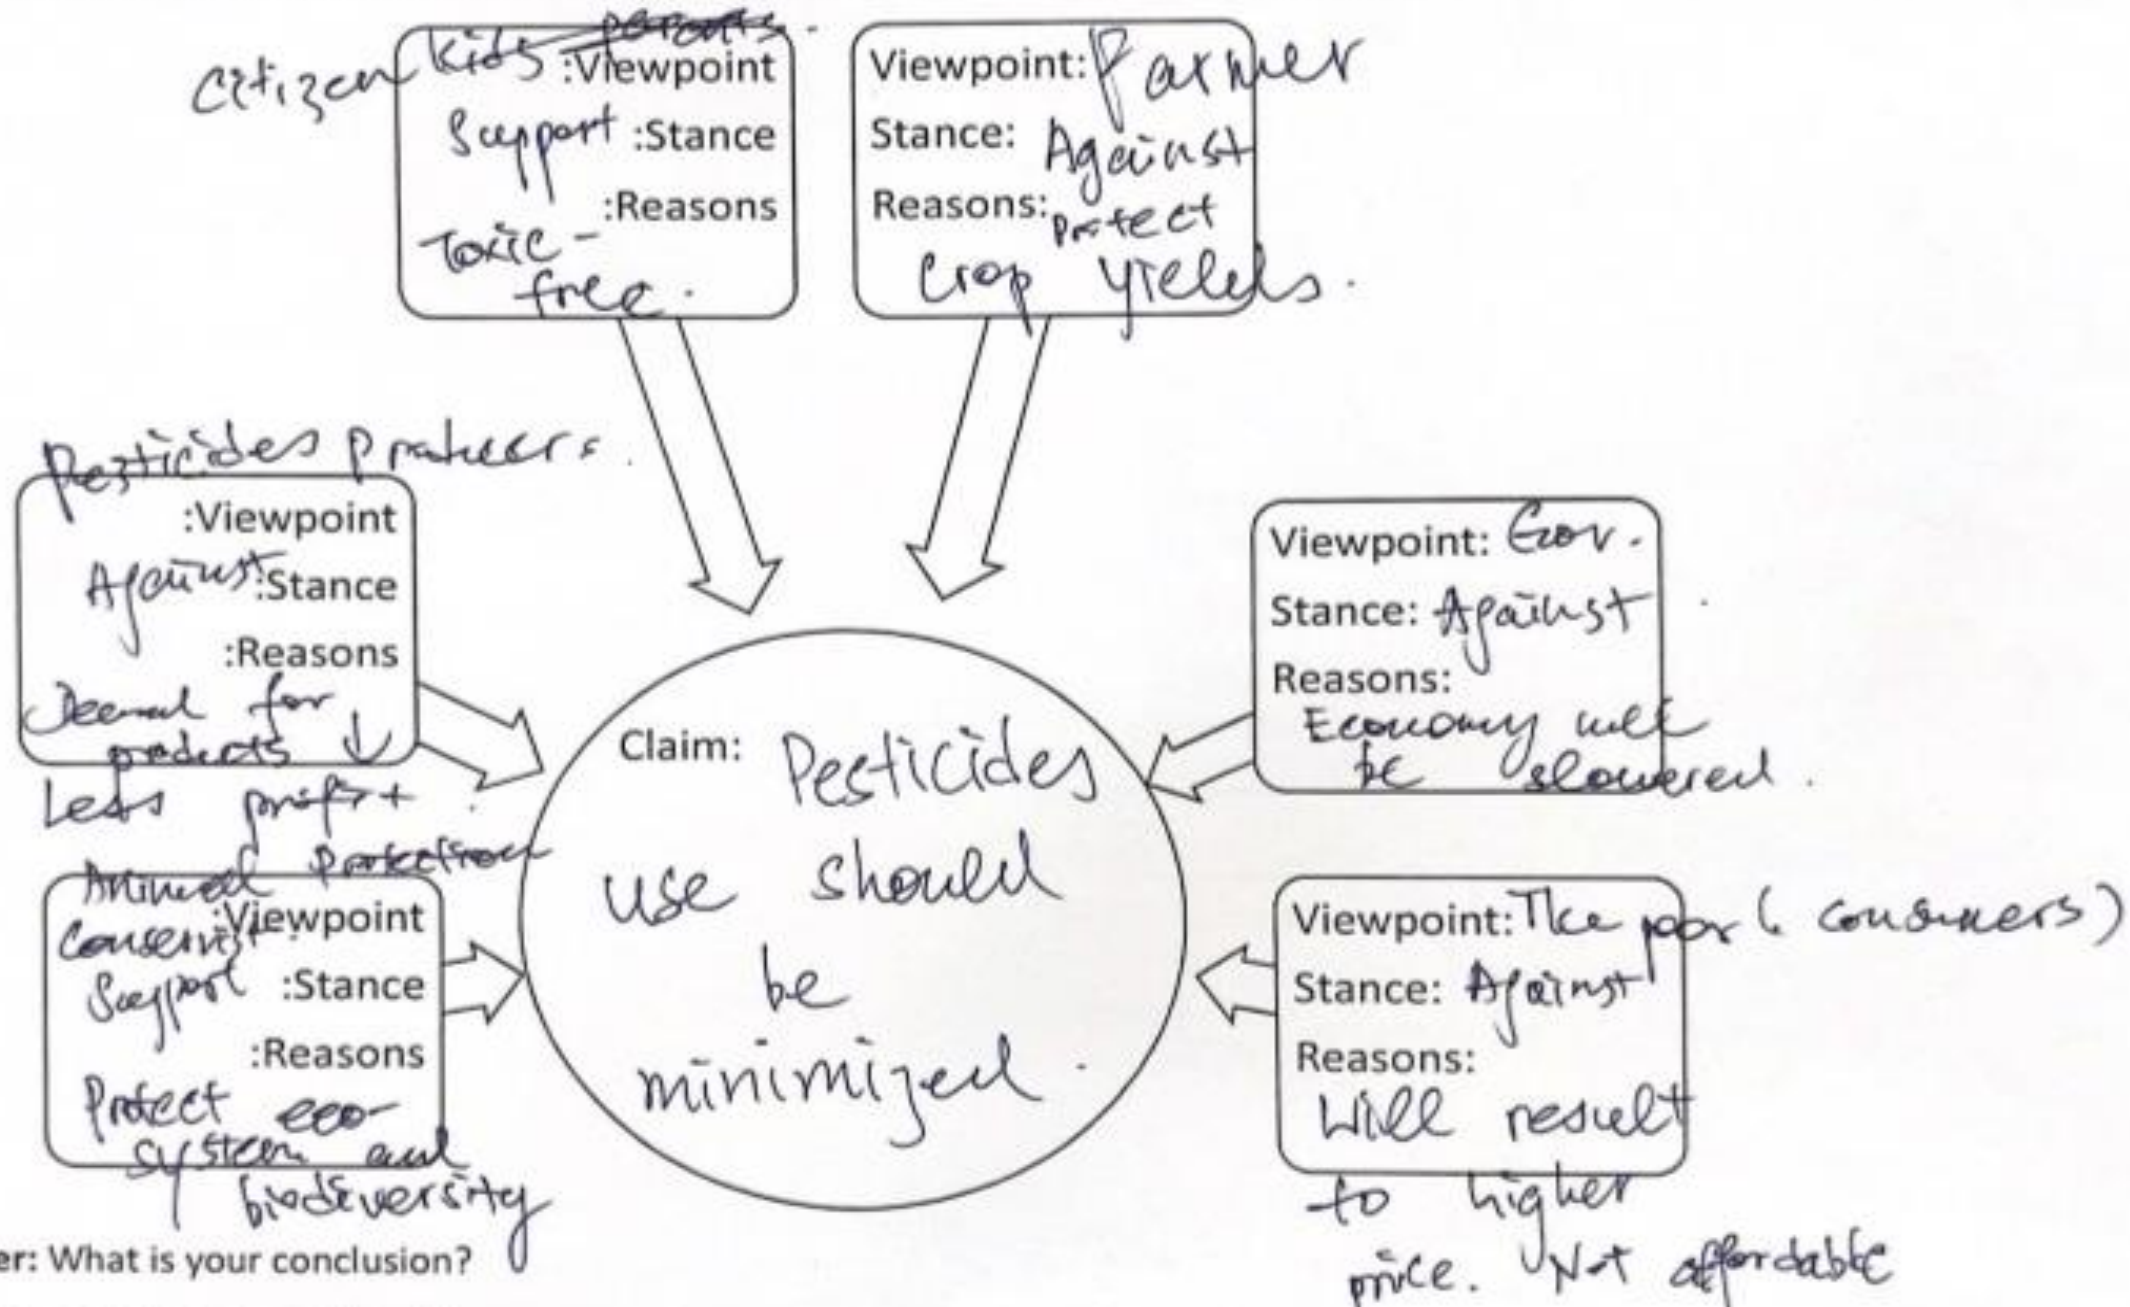 Citizen kids parents.
:Viewpoint
Support :Stance
:Reasons
Toxic-
free.
Viewpoint: Farmer
Stance: Against
Reasons: protect
crop yields.
Pesticides producers.
:Viewpoint
Against :Stance
:Reasons
for
products ↓
Less profit.
Animal protection
:Viewpoint
Support :Stance
:Reasons
Protect eco-
system and
biodiversity
Claim: Pesticides
use should
be
minimized.
Viewpoint: Gov.
Stance: Against
Reasons:
Economy will
be slowered.
Viewpoint: The poor (consumers)
Stance: Against
Reasons:
Will result
to higher
price. Not affordable
er: What is your conclusion?